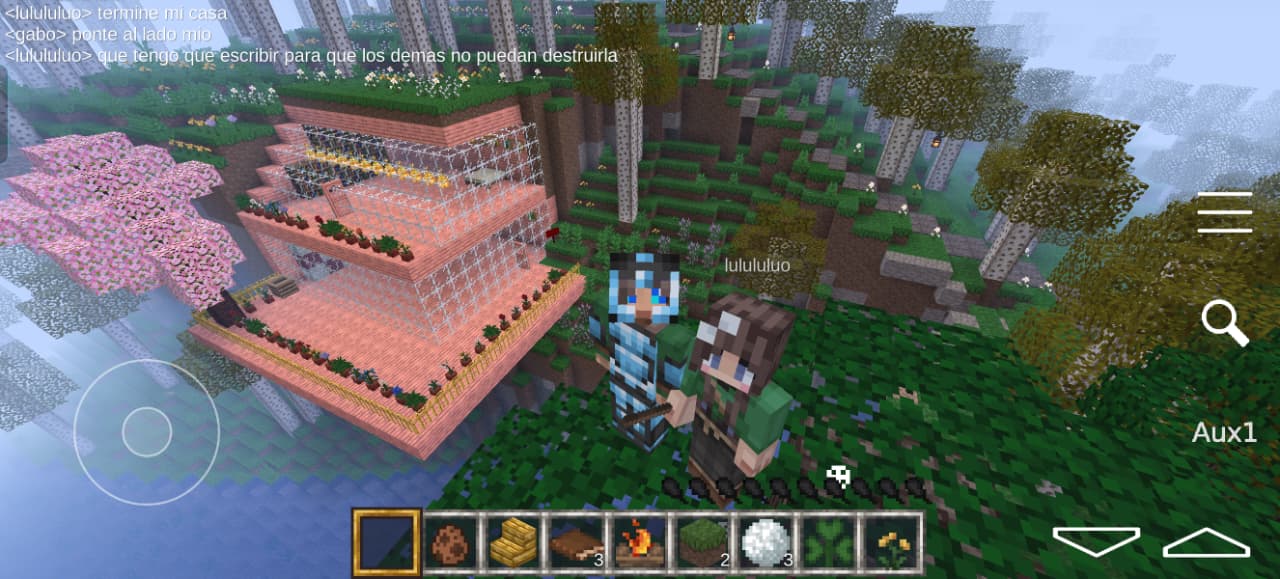 <lulululuo> termine mi casa
<gabo> ponte al lado mio
<lulululuo> que tengo que escribir para que los demas no puedan destruirla
lulululuo
Aux1
3
2
3